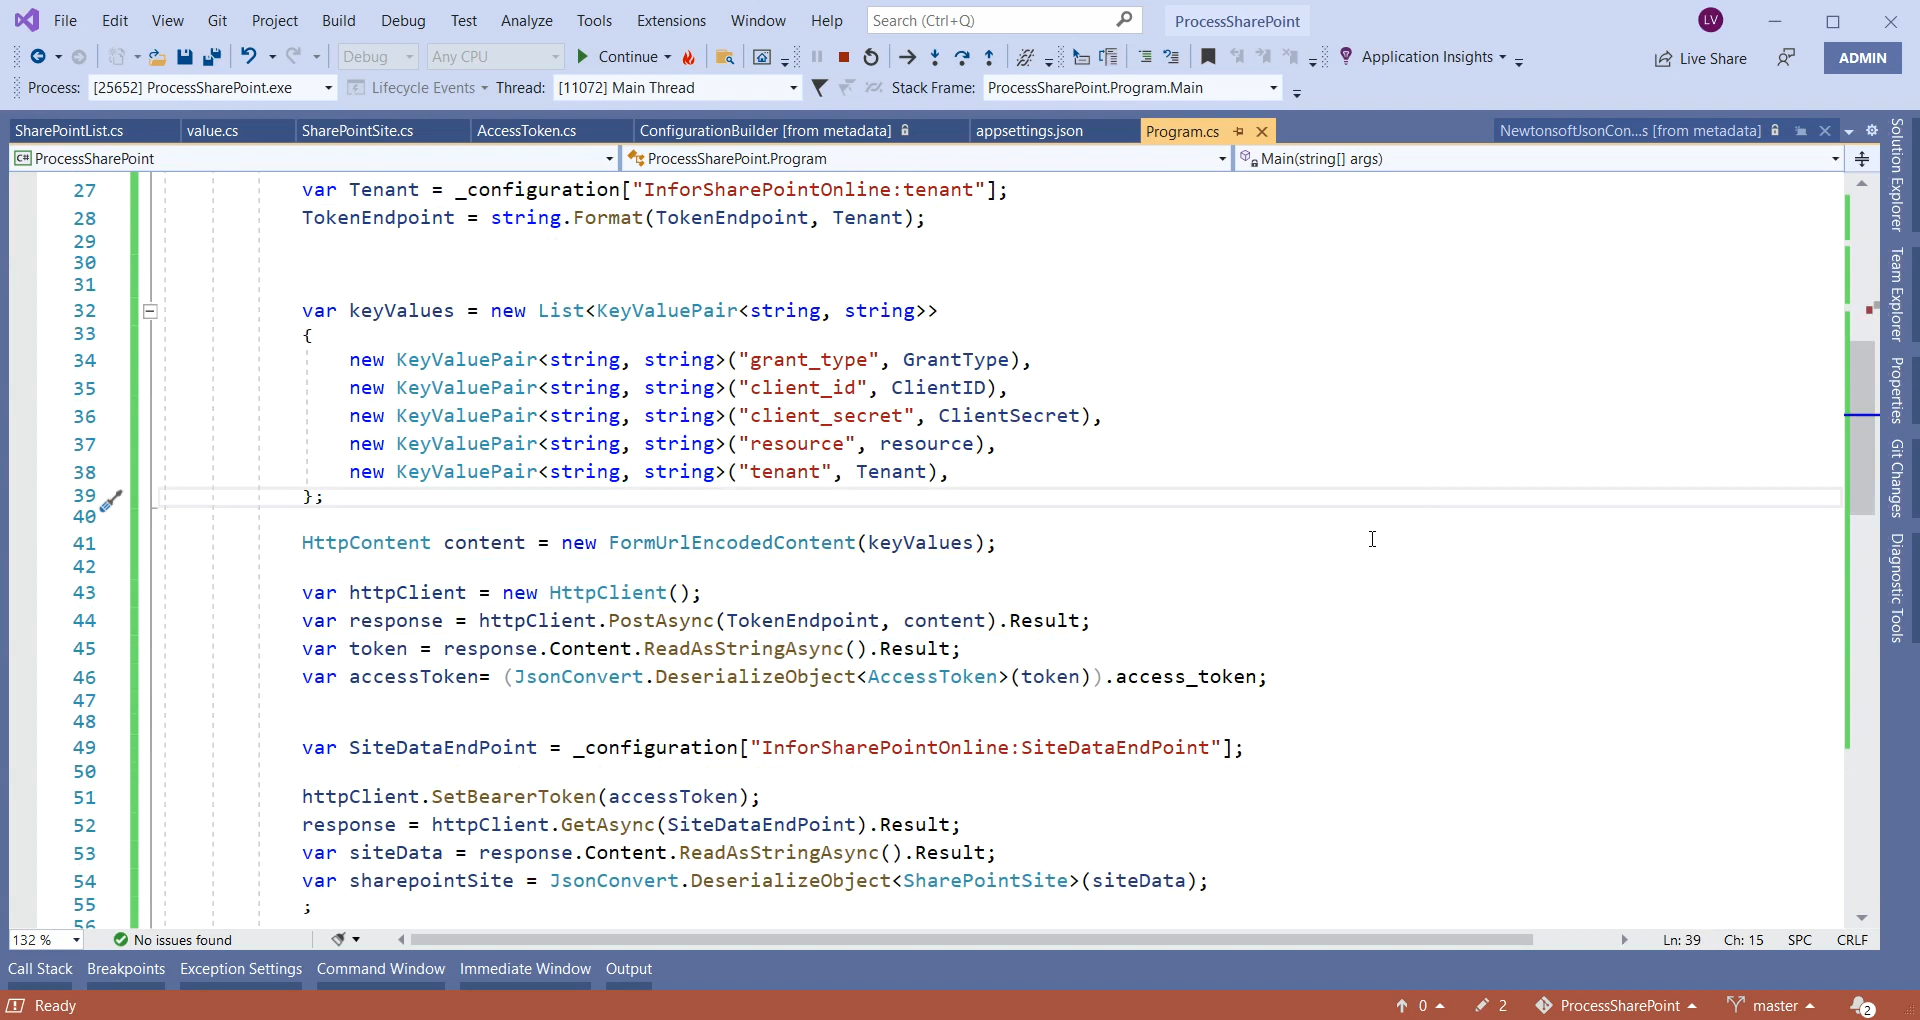 File Edit View Git Project Build Debug Test Analyze Tools Extensions Window Help Search (Ctrl+Q) ProcessSharePoint LV
Debug Any CPU Continue Application Insights Live Share ADMIN
Process: [25652] ProcessSharePoint.exe Lifecycle Events Thread: [11072] Main Thread Stack Frame: ProcessSharePoint.Program.Main
SharePointList.cs value.cs SharePointSite.cs AccessToken.cs ConfigurationBuilder [from metadata] appsettings.json Program.cs NewtonsoftJsonCon...s [from metadata]
C# ProcessSharePoint ProcessSharePoint.Program Main(string[] args)
27 var Tenant = _configuration["InforSharePointOnline:tenant"];
28 TokenEndpoint = string.Format(TokenEndpoint, Tenant);
29
30
31
32 var keyValues = new List<KeyValuePair<string, string>>
33 {
34 new KeyValuePair<string, string>("grant_type", GrantType),
35 new KeyValuePair<string, string>("client_id", ClientID),
36 new KeyValuePair<string, string>("client_secret", ClientSecret),
37 new KeyValuePair<string, string>("resource", resource),
38 new KeyValuePair<string, string>("tenant", Tenant),
39 };
40
41 HttpContent content = new FormUrlEncodedContent(keyValues);
42
43 var httpClient = new HttpClient();
44 var response = httpClient.PostAsync(TokenEndpoint, content).Result;
45 var token = response.Content.ReadAsStringAsync().Result;
46 var accessToken= (JsonConvert.DeserializeObject<AccessToken>(token)).access_token;
47
48
49 var SiteDataEndPoint = _configuration["InforSharePointOnline:SiteDataEndPoint"];
50
51 httpClient.SetBearerToken(accessToken);
52 response = httpClient.GetAsync(SiteDataEndPoint).Result;
53 var siteData = response.Content.ReadAsStringAsync().Result;
54 var sharepointSite = JsonConvert.DeserializeObject<SharePointSite>(siteData);
55 ;
56
132 % No issues found Ln: 39 Ch: 15 SPC CRLF
Call Stack Breakpoints Exception Settings Command Window Immediate Window Output
Ready 0 2 ProcessSharePoint master 2
Solution Explorer
Team Explorer
Properties
Git Changes
Diagnostic Tools